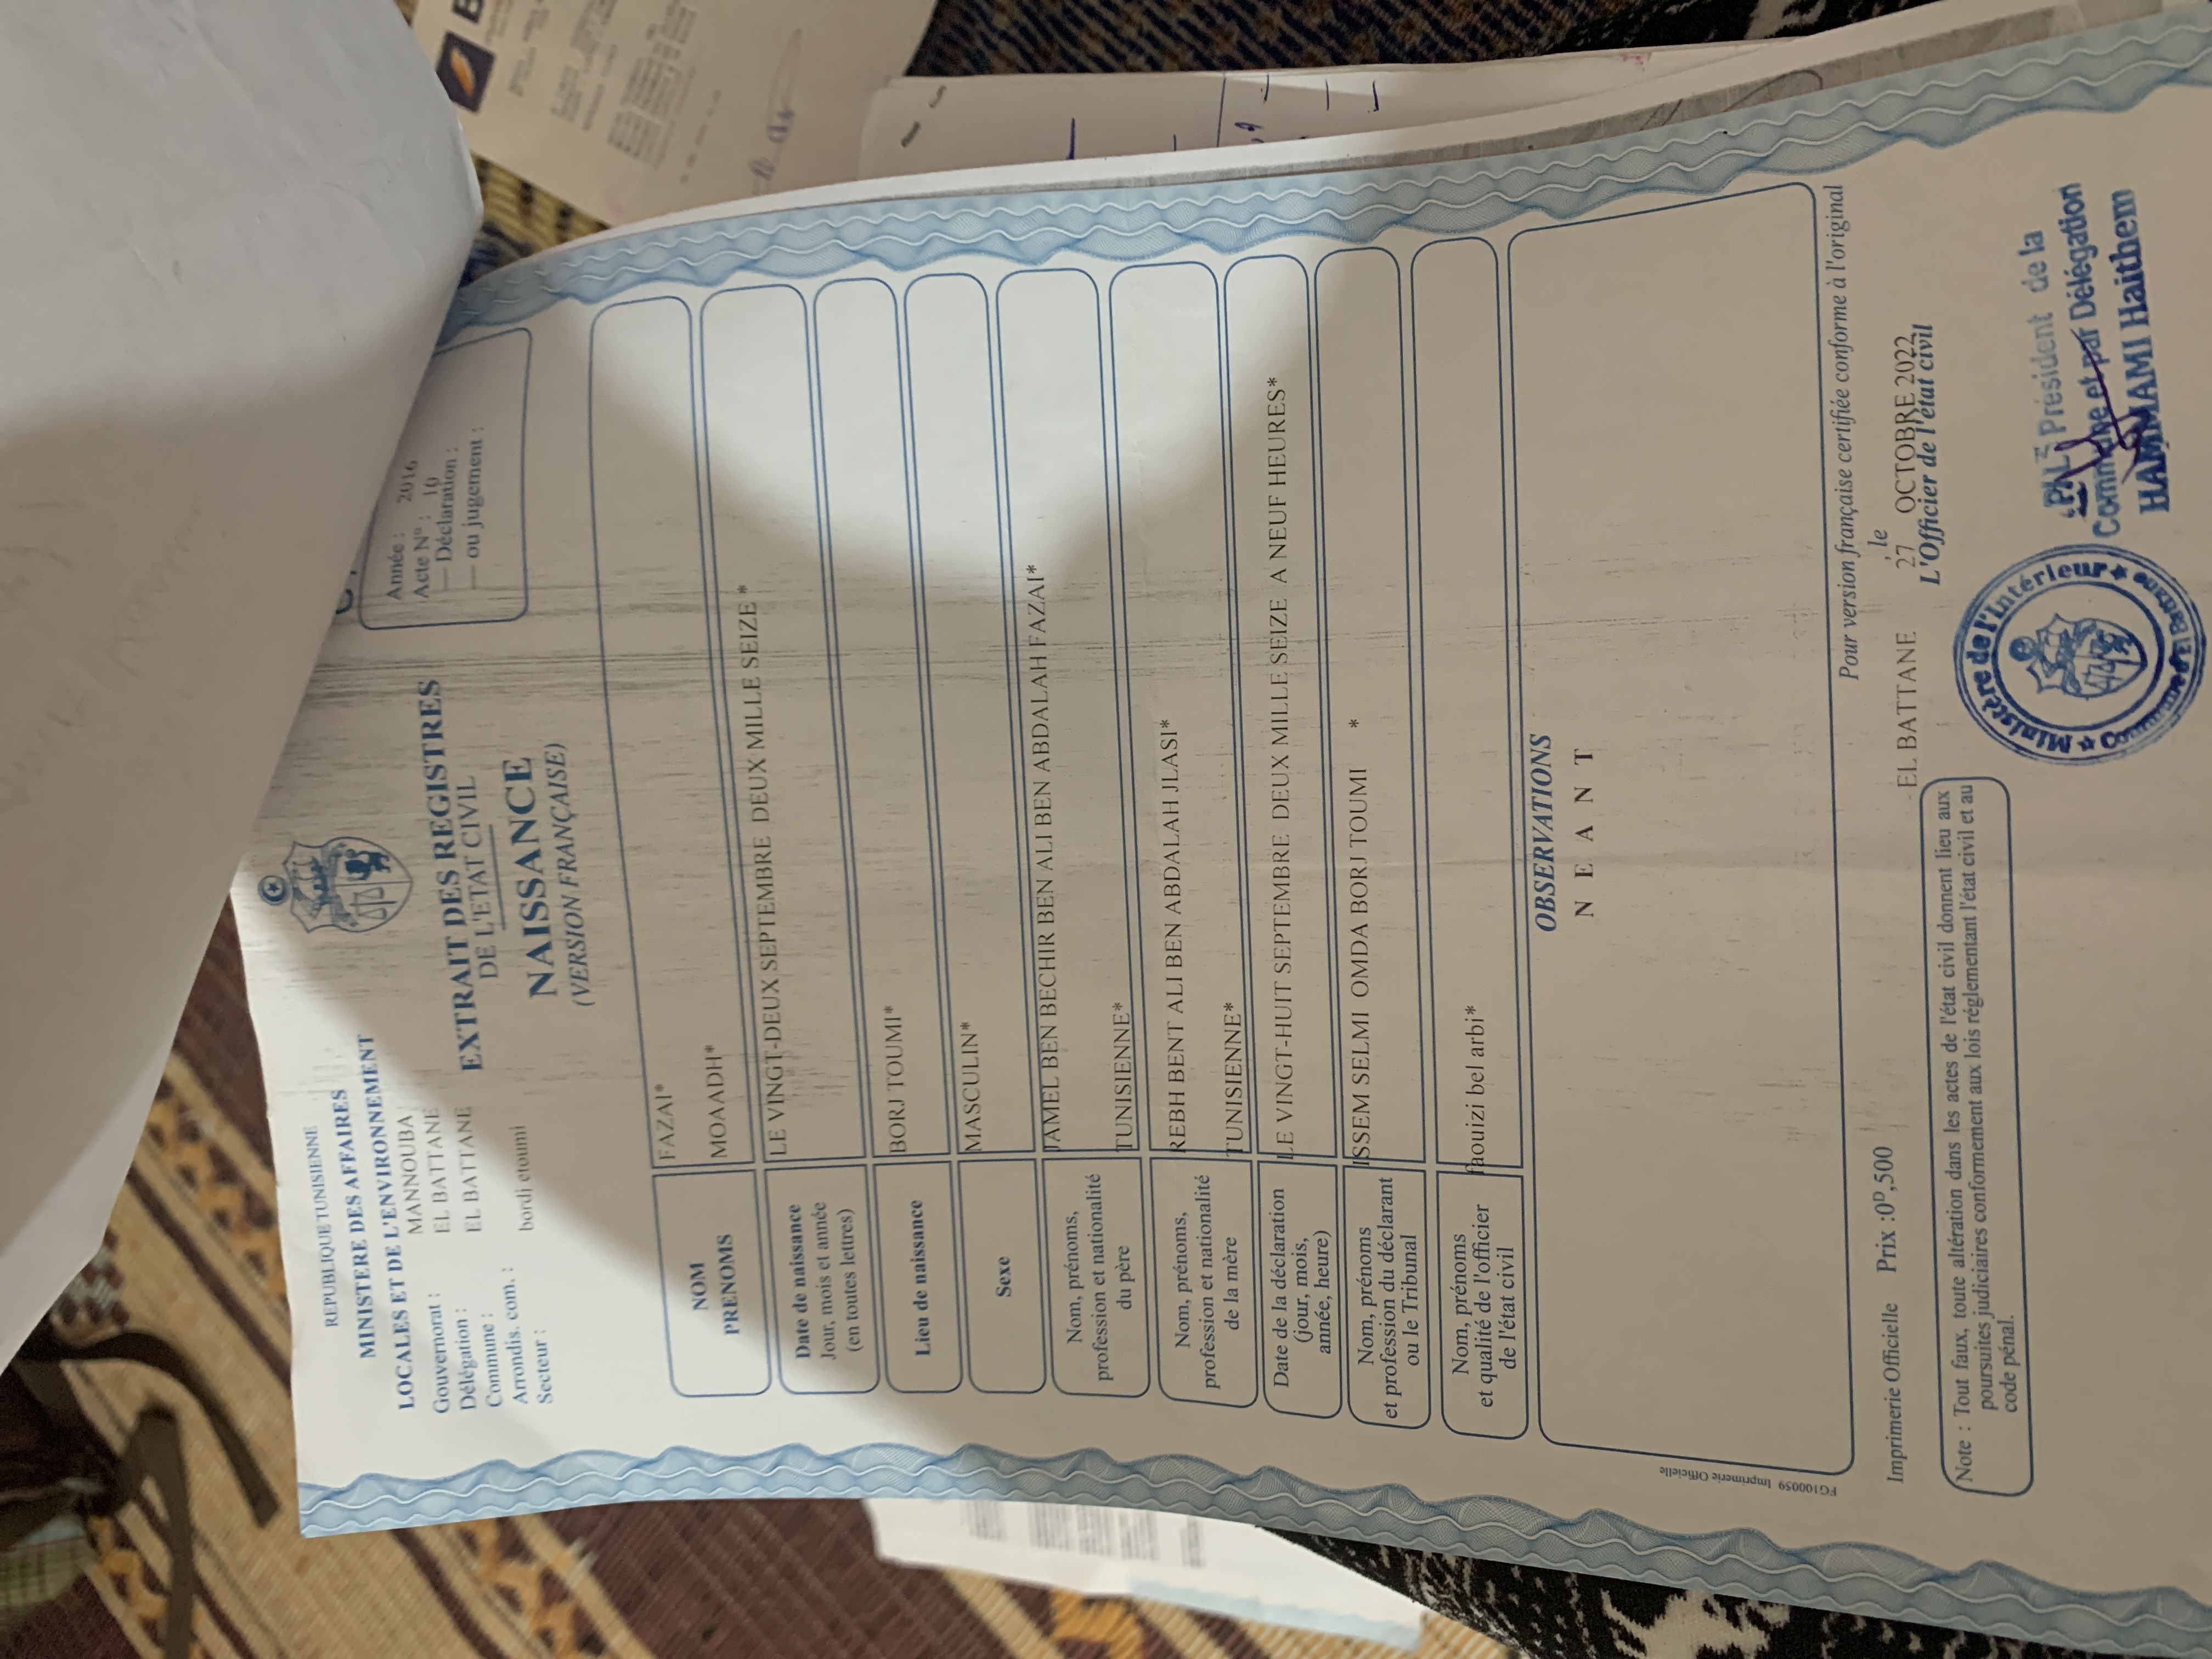 REPUBLIQUE TUNISIENNE
MINISTERE DES AFFAIRES
LOCALES ET DE L'ENVIRONNEMENT
Gouvernorat : MANNOUBA
Délégation : EL BATTANE
Commune : EL BATTANE
Arrondis. com. :
Secteur : bordj etoumi
EXTRAIT DES REGISTRES
DE L'ETAT CIVIL
NAISSANCE
(VERSION FRANÇAISE)
Année : 2016
Acte N° : 10
— Déclaration :
— ou jugement :
NOM FAZAI*
PRENOMS MOAADH*
Date de naissance
Jour, mois et année
(en toutes lettres)
LE VINGT-DEUX SEPTEMBRE DEUX MILLE SEIZE *
Lieu de naissance BORJ TOUMI*
Sexe MASCULIN*
Nom, prénoms,
profession et nationalité
du père
JAMEL BEN BECHIR BEN ALI BEN ABDALAH FAZAI*
TUNISIENNE*
Nom, prénoms,
profession et nationalité
de la mère
REBH BENT ALI BEN ABDALAH JLASI*
TUNISIENNE*
Date de la déclaration
(jour, mois,
année, heure)
LE VINGT-HUIT SEPTEMBRE DEUX MILLE SEIZE A NEUF HEURES*
Nom, prénoms
et profession du déclarant
ou le Tribunal
ISSEM SELMI OMDA BORJ TOUMI *
Nom, prénoms
et qualité de l'officier
de l'état civil
faouizi bel arbi*
OBSERVATIONS
N E A N T
FG100059 Imprimerie Officielle
Pour version française certifiée conforme à l'original
Imprimerie Officielle Prix :0ᴰ,500
EL BATTANE , le 27 OCTOBRE 2022
L'Officier de l'état civil
Note : Tout faux, toute altération dans les actes de l'état civil donnent lieu aux
poursuites judiciaires conformement aux lois réglementant l'état civil et au
code pénal.
Ministère de l'Intérieur
Président de la
Commune et par Délégation
HAMMAMI Haithem